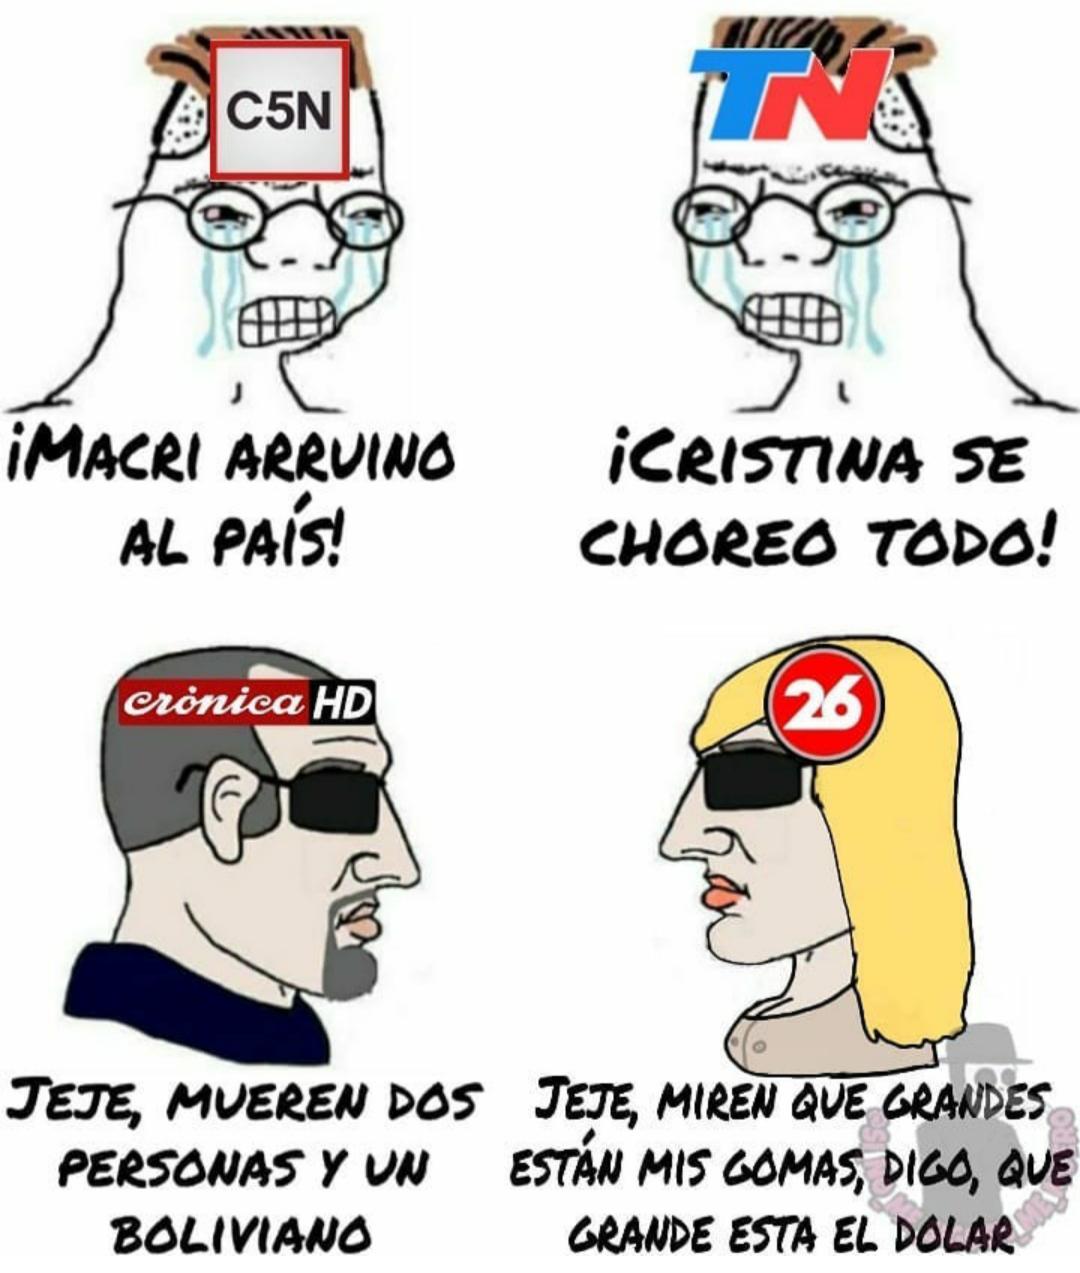 C5N
TN
¡MACRI ARRUINO
AL PAÍS!
¡CRISTINA SE
CHOREO TODO!
crónica HD
26
JEJE, MUEREN DOS
PERSONAS Y UN
BOLIVIANO
JEJE, MIREN QUE GRANDES
ESTÁN MIS GOMAS, DIGO, QUE
GRANDE ESTA EL DOLAR